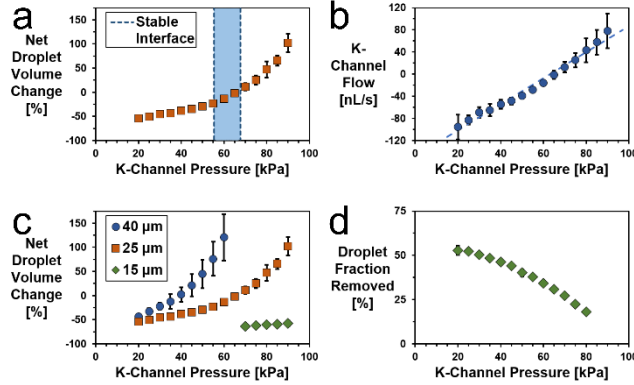 a
Net
Droplet
Volume
Change
[%]
150
100
50
0
-50
-100
Stable
Interface
0 20 40 60 80 100
K-Channel Pressure [kPa]
b
K-
Channel
Flow
[nL/s]
120
80
40
0
-40
-80
-120
0 20 40 60 80 100
K-Channel Pressure [kPa]
c
Net
Droplet
Volume
Change
[%]
150
100
50
0
-50
-100
40 µm
25 µm
15 µm
0 20 40 60 80 100
K-Channel Pressure [kPa]
d
Droplet
Fraction
Removed
[%]
75
50
25
0
0 20 40 60 80 100
K-Channel Pressure [kPa]